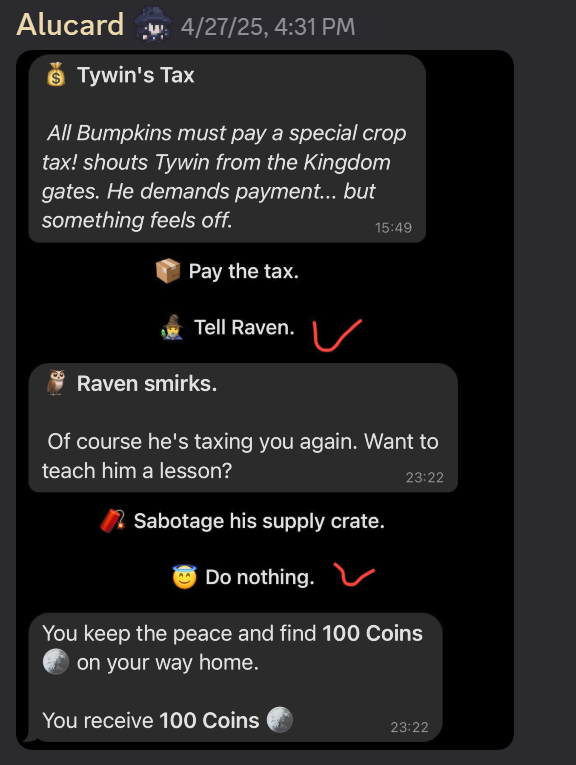 Alucard 4/27/25, 4:31 PM
Tywin's Tax
All Bumpkins must pay a special crop
tax! shouts Tywin from the Kingdom
gates. He demands payment... but
something feels off.
15:49
Pay the tax.
Tell Raven.
Raven smirks.
Of course he's taxing you again. Want to
teach him a lesson?
23:22
Sabotage his supply crate.
Do nothing.
You keep the peace and find 100 Coins
on your way home.
You receive 100 Coins
23:22